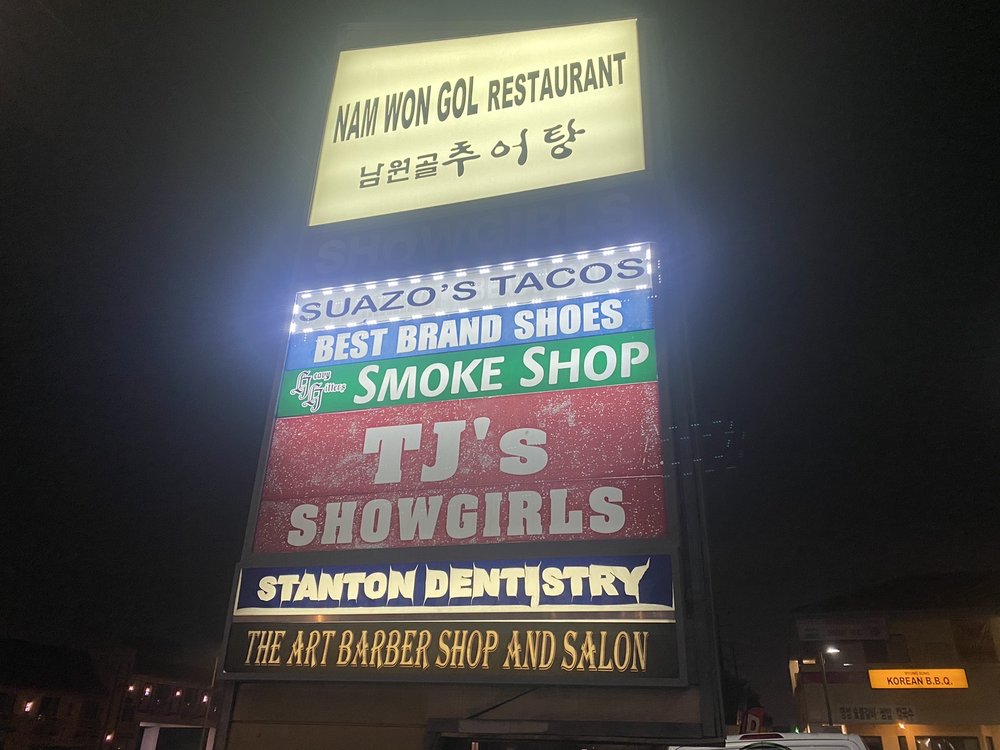 NAM WON GOL RESTAURANT
남원골 추어탕
SHOWGIRLS
SUAZO'S TACOS
BEST BRAND SHOES
SMOKE SHOP
TJ's
SHOWGIRLS
STANTON DENTISTRY
THE ART BARBER SHOP AND SALON
KOREAN B.B.Q.